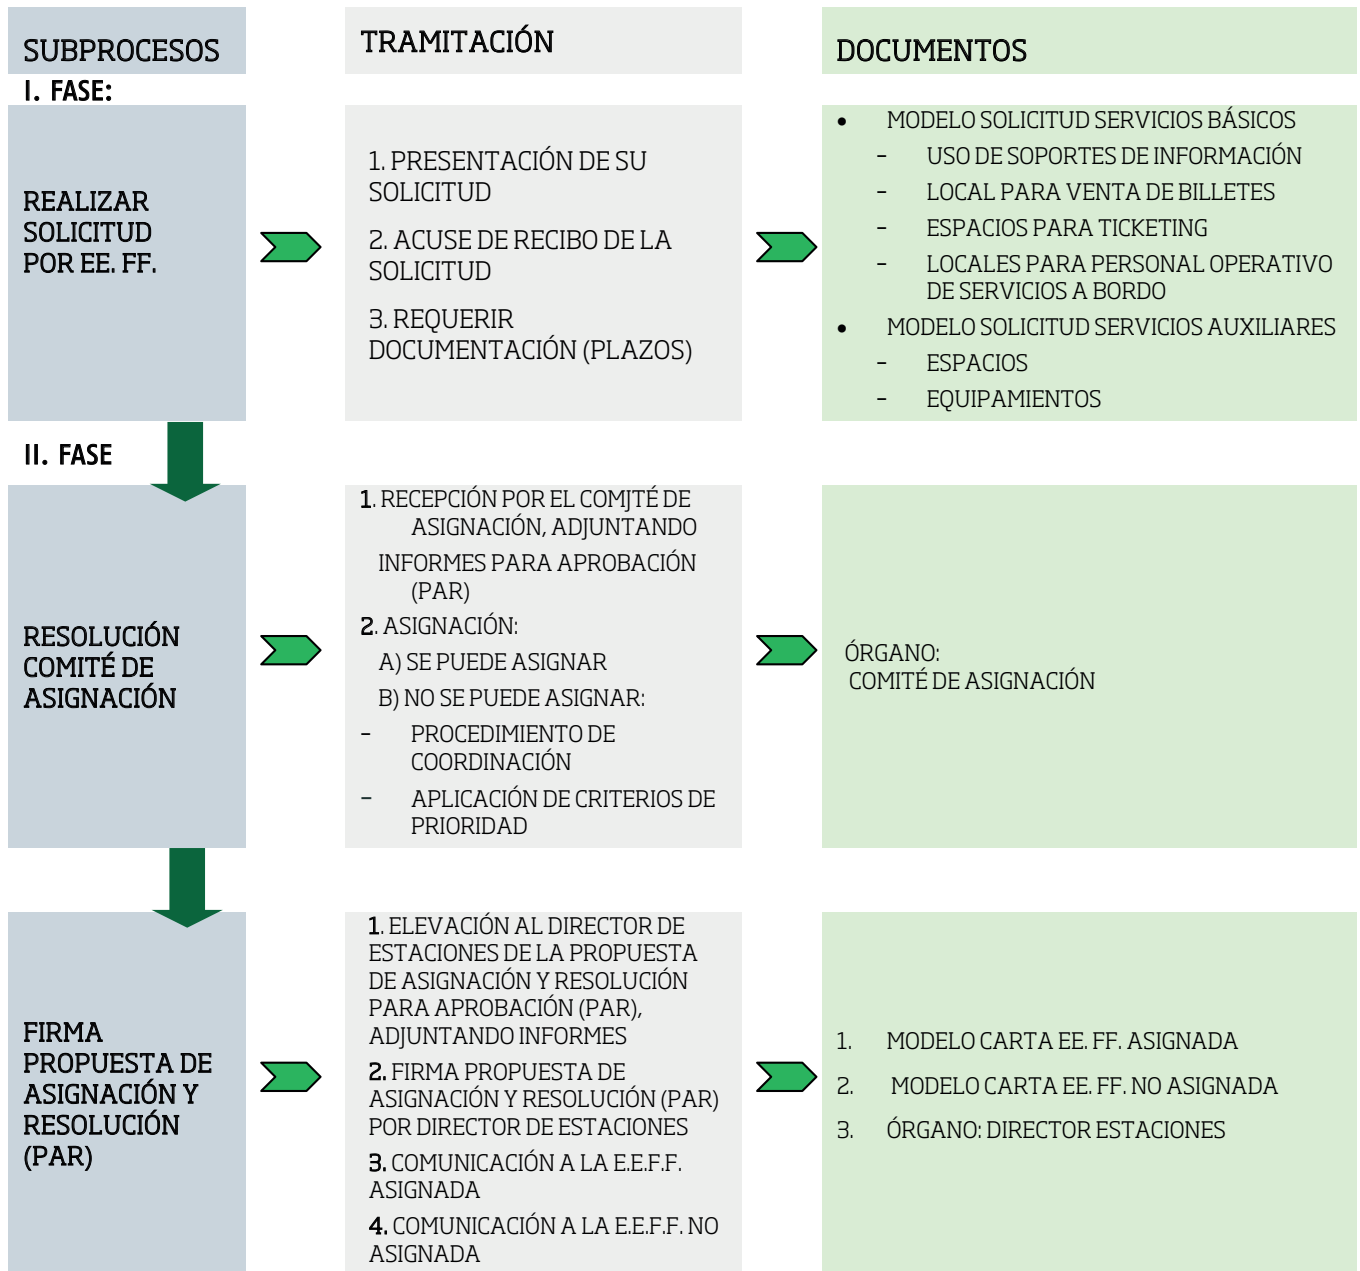 SUBPROCESOS
TRAMITACIÓN
DOCUMENTOS
I. FASE:
REALIZAR
SOLICITUD
POR EE. FF.
1. PRESENTACIÓN DE SU
SOLICITUD
2. ACUSE DE RECIBO DE LA
SOLICITUD
3. REQUERIR
DOCUMENTACIÓN (PLAZOS)
• MODELO SOLICITUD SERVICIOS BÁSICOS
– USO DE SOPORTES DE INFORMACIÓN
– LOCAL PARA VENTA DE BILLETES
– ESPACIOS PARA TICKETING
– LOCALES PARA PERSONAL OPERATIVO
DE SERVICIOS A BORDO
• MODELO SOLICITUD SERVICIOS AUXILIARES
– ESPACIOS
– EQUIPAMIENTOS
II. FASE
RESOLUCIÓN
COMITÉ DE
ASIGNACIÓN
1. RECEPCIÓN POR EL COMJTÉ DE
ASIGNACIÓN, ADJUNTANDO
INFORMES PARA APROBACIÓN
(PAR)
2. ASIGNACIÓN:
A) SE PUEDE ASIGNAR
B) NO SE PUEDE ASIGNAR:
– PROCEDIMIENTO DE
COORDINACIÓN
– APLICACIÓN DE CRITERIOS DE
PRIORIDAD
ÓRGANO:
COMITÉ DE ASIGNACIÓN
FIRMA
PROPUESTA DE
ASIGNACIÓN Y
RESOLUCIÓN
(PAR)
1. ELEVACIÓN AL DIRECTOR DE
ESTACIONES DE LA PROPUESTA
DE ASIGNACIÓN Y RESOLUCIÓN
PARA APROBACIÓN (PAR),
ADJUNTANDO INFORMES
2. FIRMA PROPUESTA DE
ASIGNACIÓN Y RESOLUCIÓN (PAR)
POR DIRECTOR DE ESTACIONES
3. COMUNICACIÓN A LA E.E.F.F.
ASIGNADA
4. COMUNICACIÓN A LA E.E.F.F. NO
ASIGNADA
1. MODELO CARTA EE. FF. ASIGNADA
2. MODELO CARTA EE. FF. NO ASIGNADA
3. ÓRGANO: DIRECTOR ESTACIONES